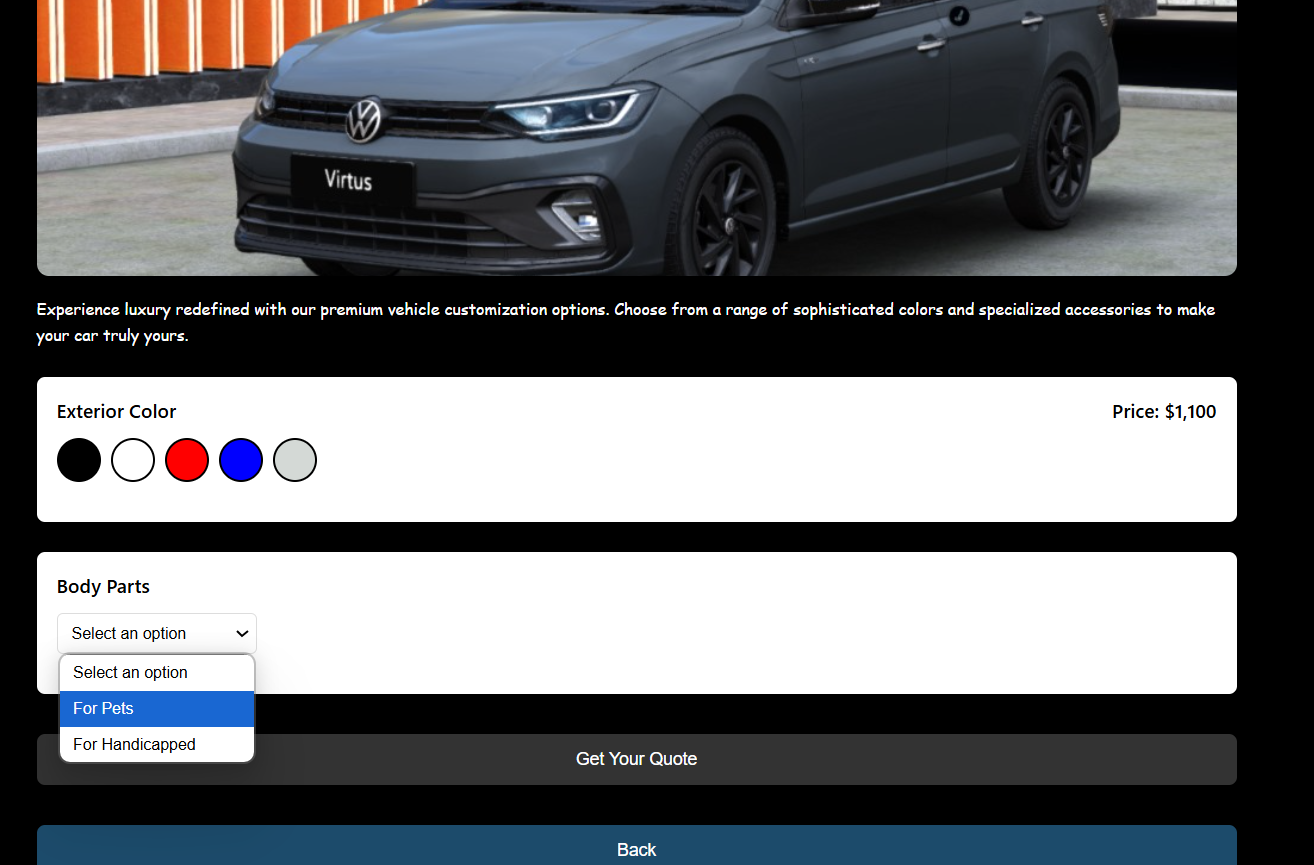 Virtus
Experience luxury redefined with our premium vehicle customization options. Choose from a range of sophisticated colors and specialized accessories to make
your car truly yours.
Exterior Color
Price: $1,100
Body Parts
Select an option
Select an option
For Pets
For Handicapped
Get Your Quote
Back